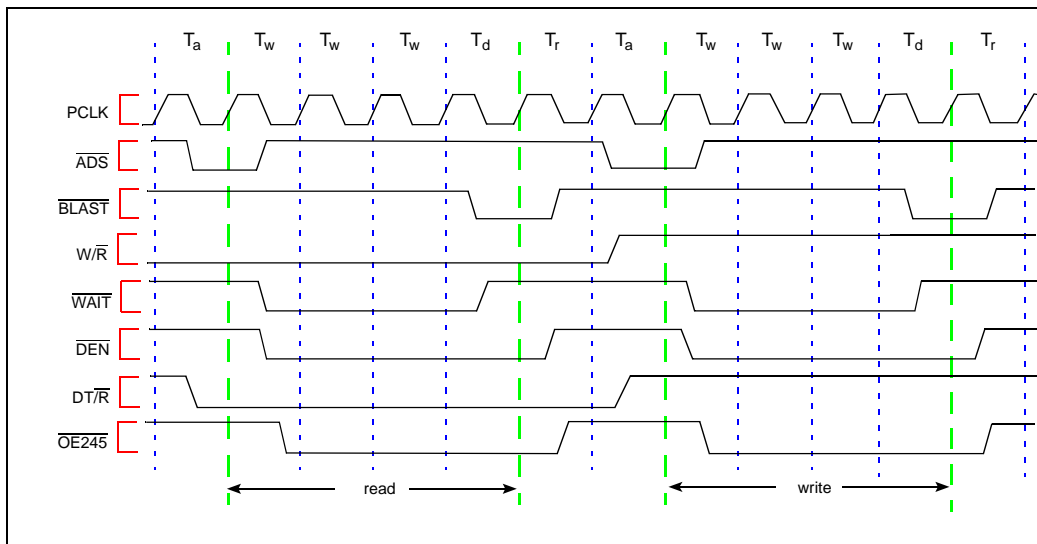 Ta Tw Tw Tw Td Tr Ta Tw Tw Tw Td Tr
PCLK
ADS
BLAST
W/R
WAIT
DEN
DT/R
OE245
read write